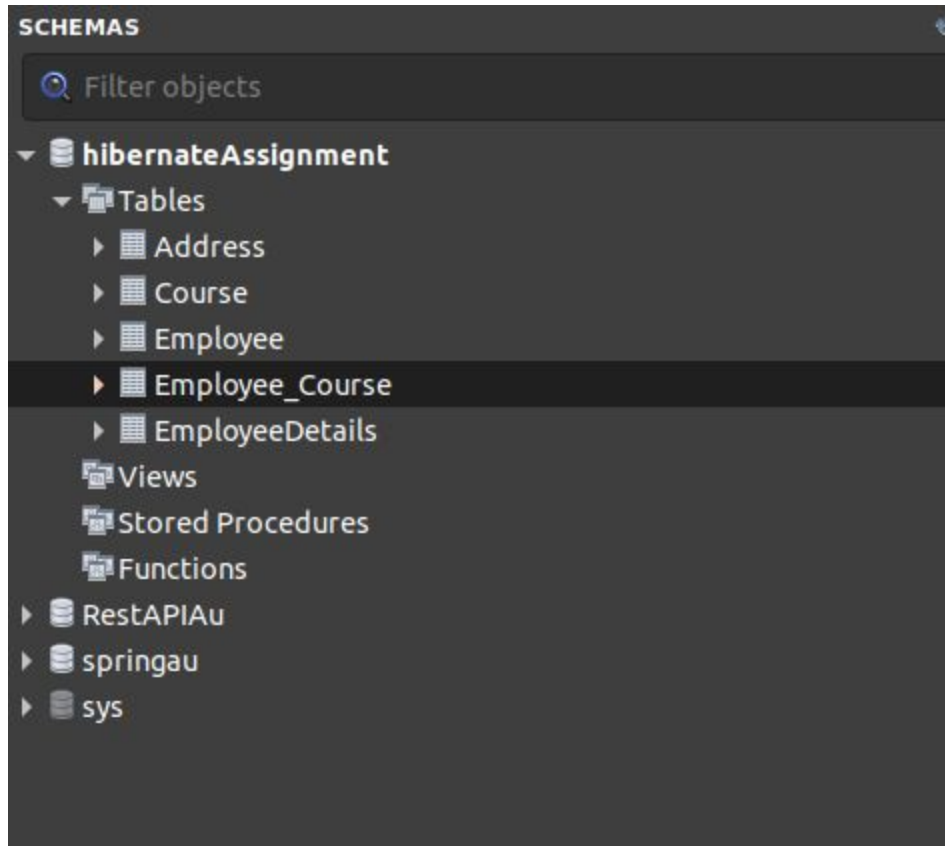 SCHEMAS
Filter objects
hibernateAssignment
Tables
Address
Course
Employee
Employee_Course
EmployeeDetails
Views
Stored Procedures
Functions
RestAPIAu
springau
sys